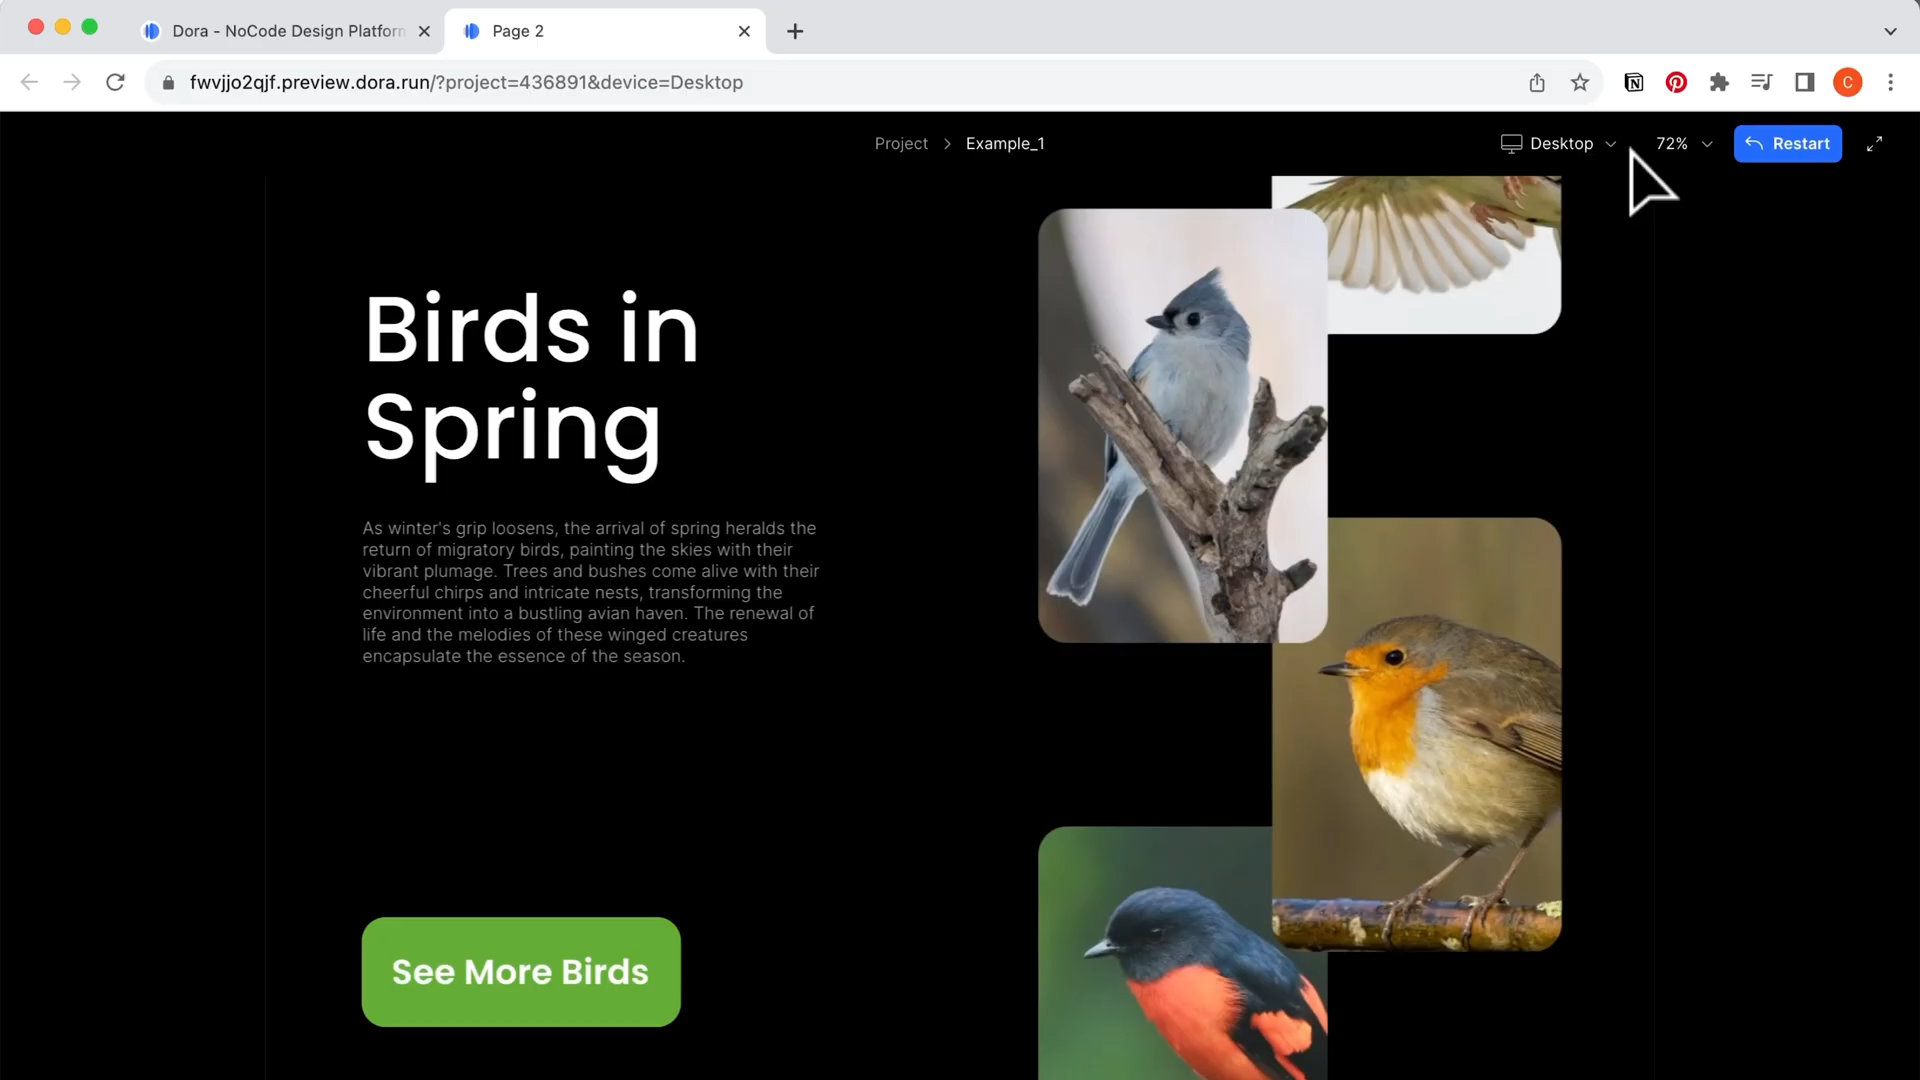 Dora - NoCode Design Platform
Page 2
fwvjjo2qjf.preview.dora.run/?project=436891&device=Desktop
C
Project > Example_1
Desktop
72%
Restart
Birds in
Spring
As winter's grip loosens, the arrival of spring heralds the
return of migratory birds, painting the skies with their
vibrant plumage. Trees and bushes come alive with their
cheerful chirps and intricate nests, transforming the
environment into a bustling avian haven. The renewal of
life and the melodies of these winged creatures
encapsulate the essence of the season.
See More Birds